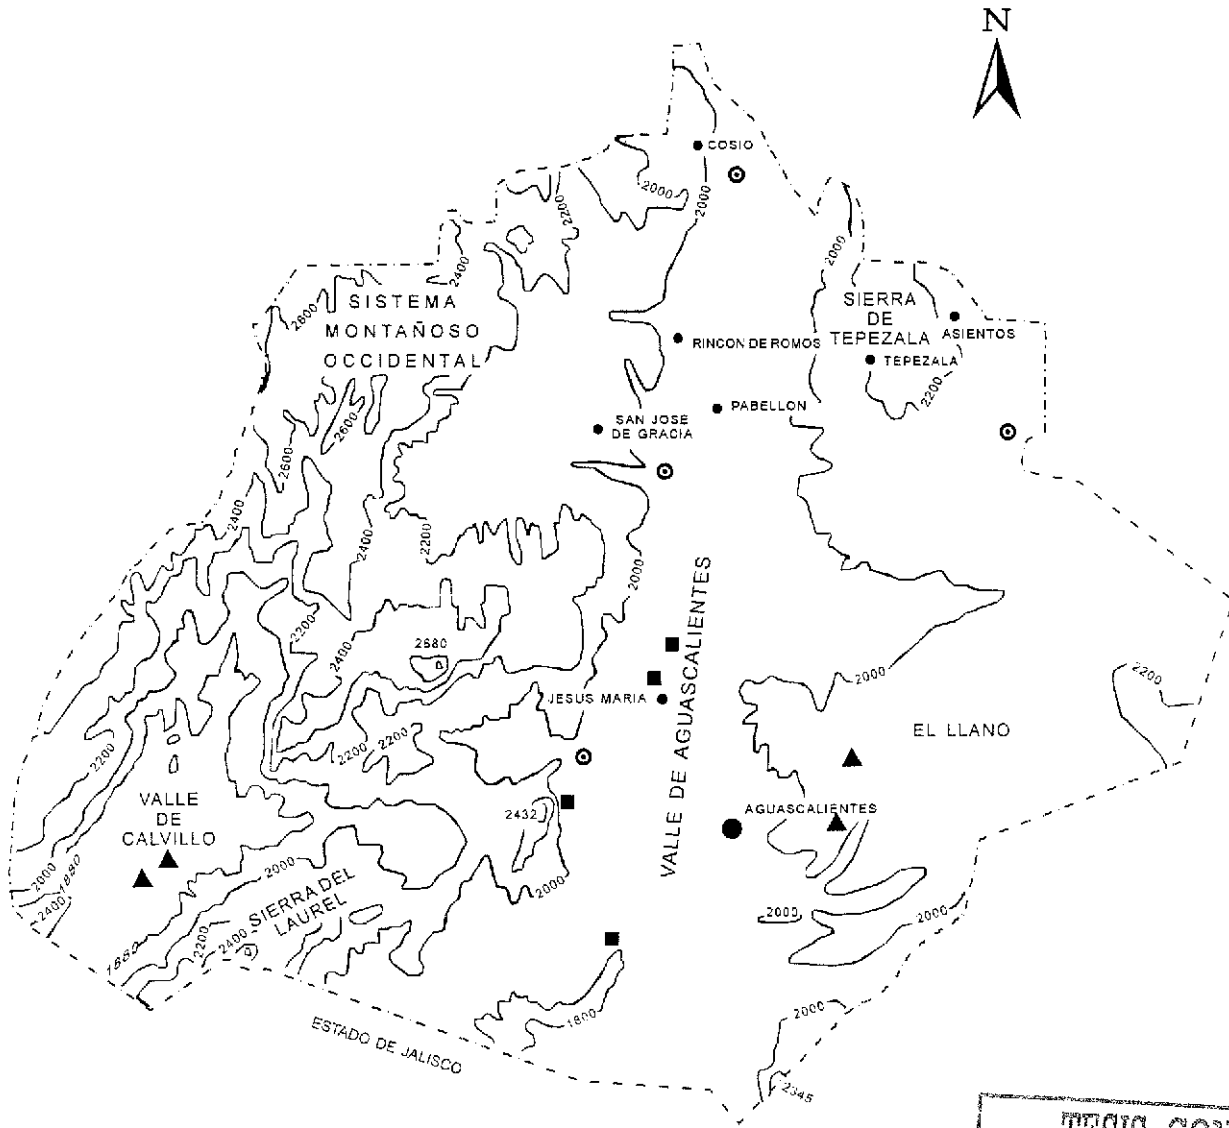 N
COSIO
2000
2000
2200
2400
2000
SISTEMA
MONTAÑOSO
OCCIDENTAL
2800
SIERRA
DE
TEPEZALA
ASIENTOS
RINCON DE ROMOS
TEPEZALA
2200
PABELLON
SAN JOSE
DE GRACIA
2600
2600
2400
2400
2200
2000
VALLE DE AGUASCALIENTES
2200
2400
2680
2000
2200
JESUS MARIA
EL LLANO
2200
2200
2200
VALLE
DE
CALVILLO
2432
AGUASCALIENTES
2000
1880
2400
2000
SIERRA DEL
LAUREL
2000
2000
2000
1880
2200
2400
1800
2000
ESTADO DE JALISCO
2345
TESIS CON